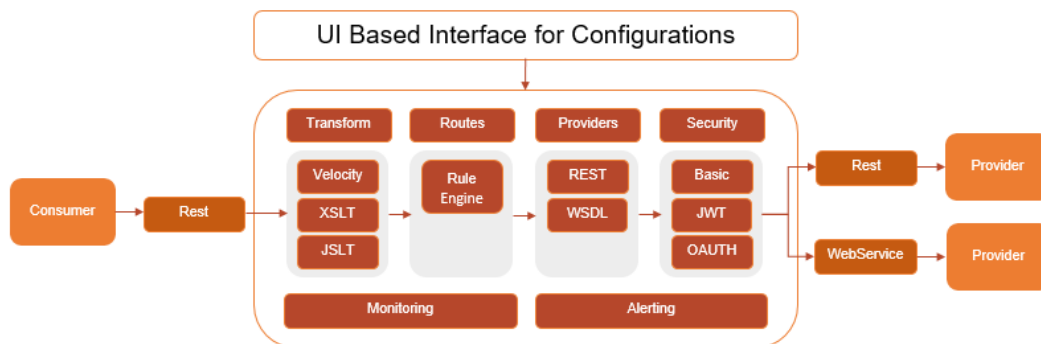 UI Based Interface for Configurations
Transform
Routes
Providers
Security
Velocity
XSLT
JSLT
Rule
Engine
REST
WSDL
Basic
JWT
OAUTH
Consumer
Rest
Rest
Provider
WebService
Provider
Monitoring
Alerting